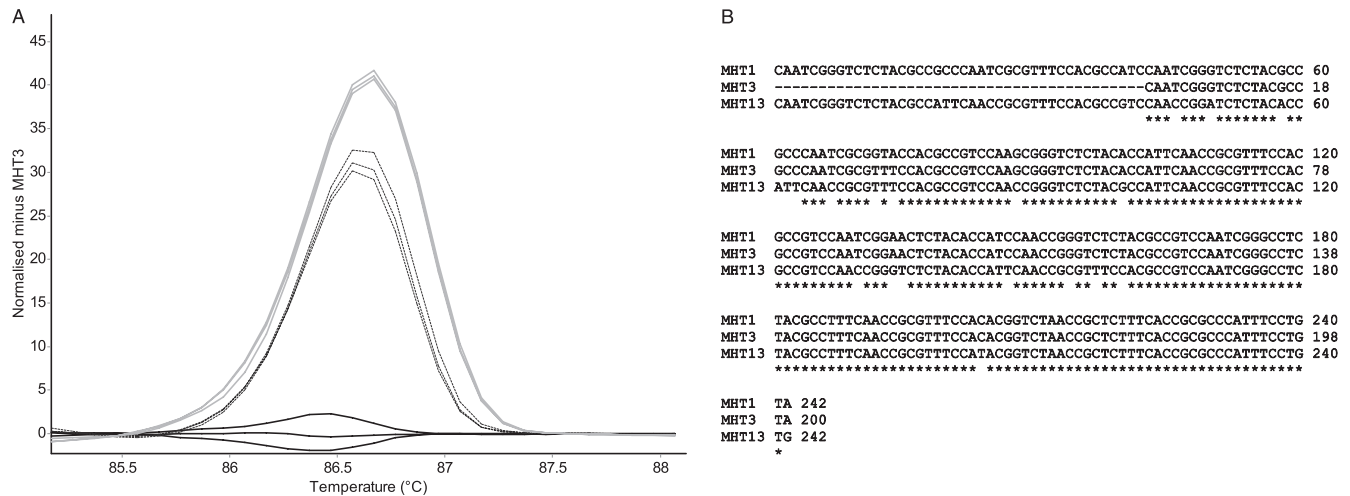 A
45
40
35
30
25
20
15
10
5
0
Normalised minus MHT3
85.5 86 86.5 87 87.5 88
Temperature (°C)
B
MHT1 CAATCGGGTCTCTACGCCGCCCAATCGCGTTTCCACGCCATCCAATCGGGTCTCTACGCC 60
MHT3 ------------------------------------------CAATCGGGTCTCTACGCC 18
MHT13 CAATCGGGTCTCTACGCCATTCAACCGCGTTTCCACGCCGTCCAACCGGATCTCTACACC 60
*** *** ******* **
MHT1 GCCCAATCGCGGTACCACGCCGTCCAAGCGGGTCTCTACACCATTCAACCGCGTTTCCAC 120
MHT3 GCCCAATCGCGTTTCCACGCCGTCCAAGCGGGTCTCTACACCATTCAACCGCGTTTCCAC 78
MHT13 ATTCAACCGCGTTTCCACGCCGTCCAACCGGGTCTCTACGCCATTCAACCGCGTTTCCAC 120
*** **** * ************* *********** ********************
MHT1 GCCGTCCAATCGGAACTCTACACCATCCAACCGGGTCTCTACGCCGTCCAATCGGGCCTC 180
MHT3 GCCGTCCAATCGGAACTCTACACCATCCAACCGGGTCTCTACGCCGTCCAATCGGGCCTC 138
MHT13 GCCGTCCAACCGGGTCTCTACACCATTCAACCGCGTTTCCACGCCGTCCAATCGGGCCTC 180
********* *** *********** ****** ** ** ********************
MHT1 TACGCCTTTCAACCGCGTTTCCACACGGTCTAACCGCTCTTTCACCGCGCCCATTTCCTG 240
MHT3 TACGCCTTTCAACCGCGTTTCCACACGGTCTAACCGCTCTTTCACCGCGCCCATTTCCTG 198
MHT13 TACGCCTTTCAACCGCGTTTCCATACGGTCTAACCGCTCTTTCACCGCGCCCATTTCCTG 240
*********************** ************************************
MHT1 TA 242
MHT3 TA 200
MHT13 TG 242
*